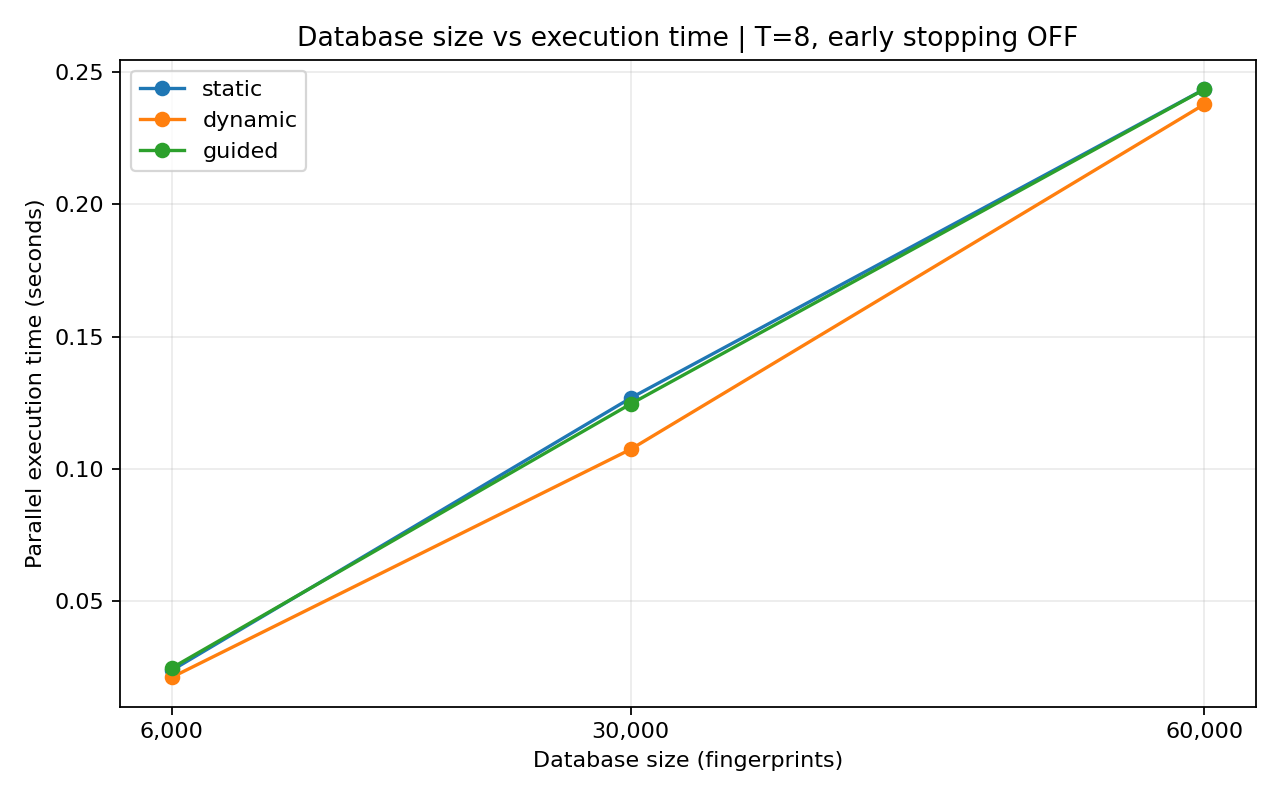 Database size vs execution time | T=8, early stopping OFF
static
dynamic
guided
Parallel execution time (seconds)
0.25
0.20
0.15
0.10
0.05
6,000
30,000
60,000
Database size (fingerprints)